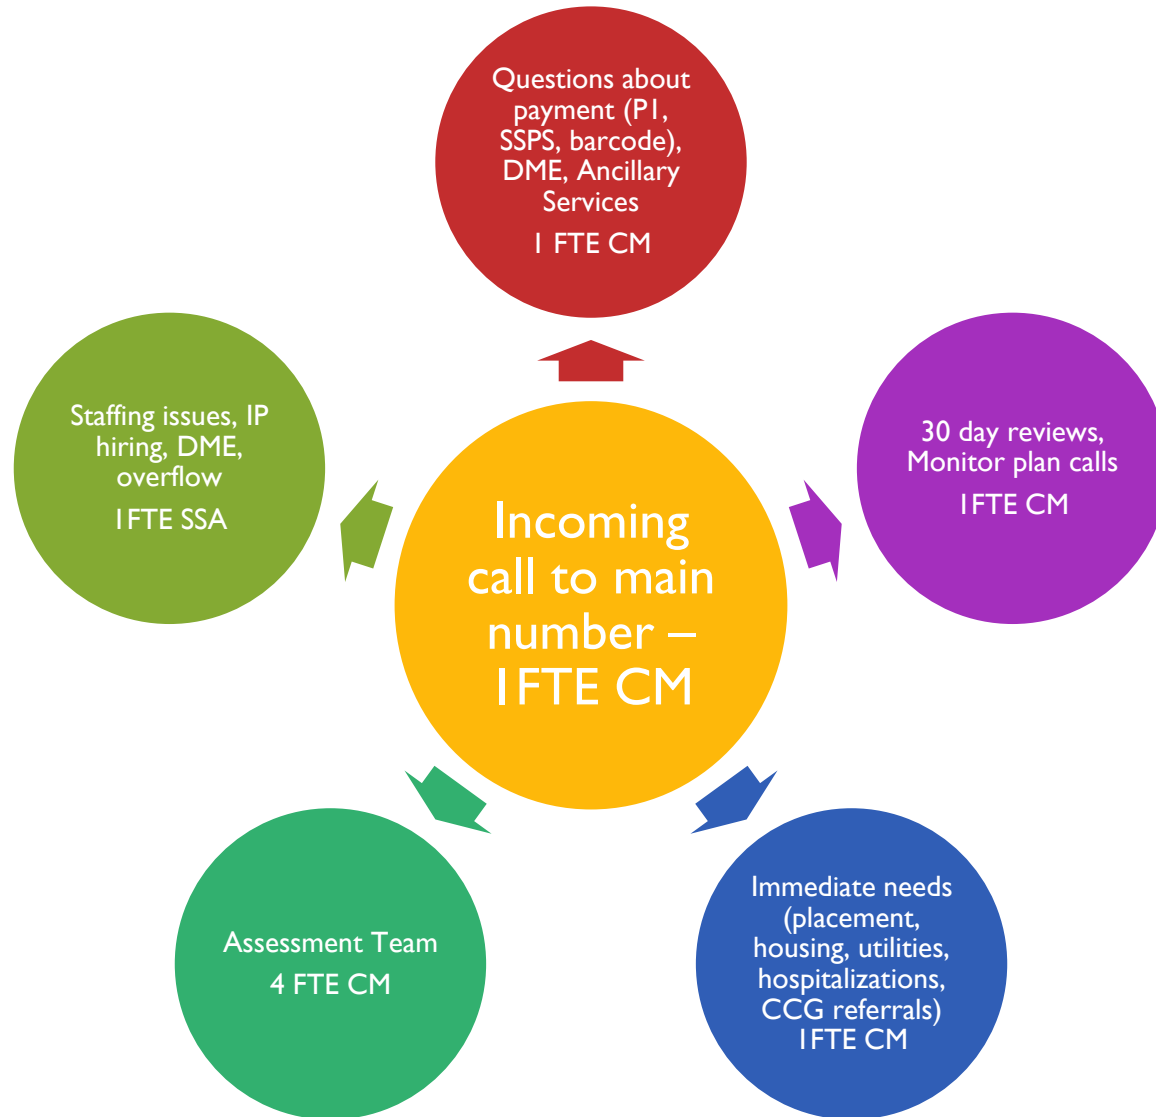 Questions about
payment (P1,
SSPS, barcode),
DME, Ancillary
Services
1 FTE CM
Staffing issues, IP
hiring, DME,
overflow
1FTE SSA
30 day reviews,
Monitor plan calls
1FTE CM
Incoming
call to main
number –
1FTE CM
Assessment Team
4 FTE CM
Immediate needs
(placement,
housing, utilities,
hospitalizations,
CCG referrals)
1FTE CM